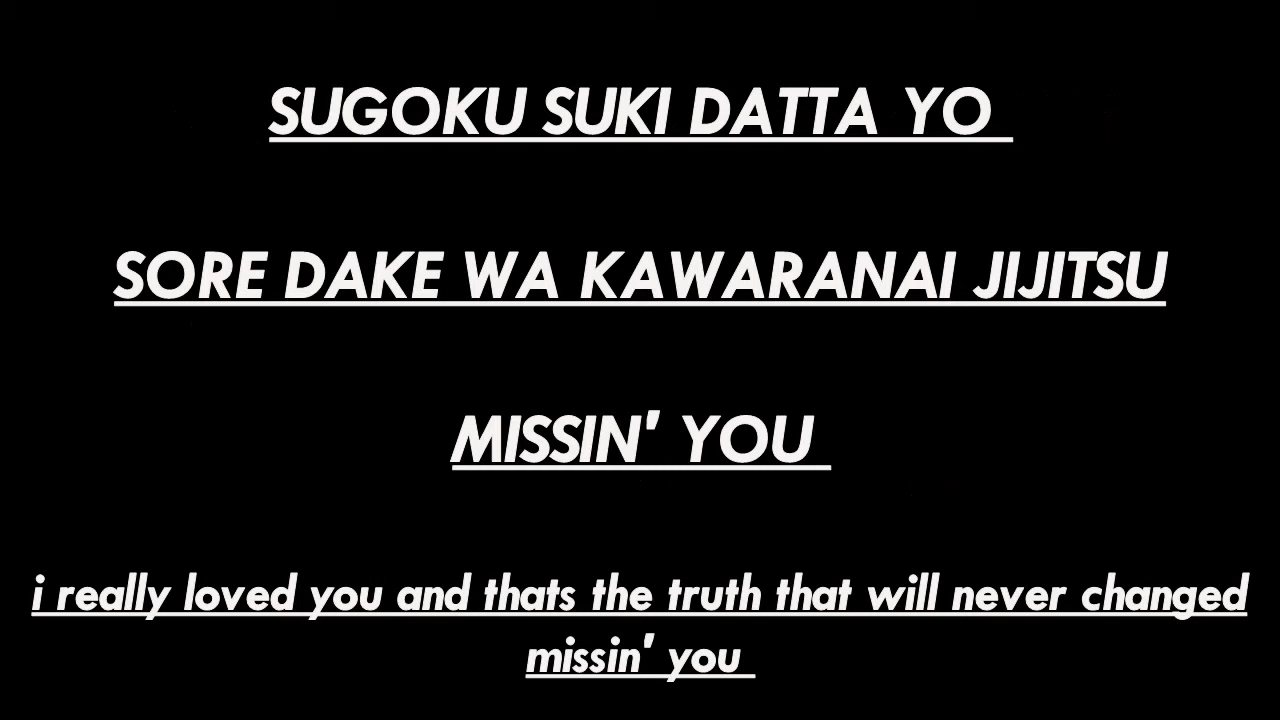 SUGOKU SUKI DATTA YO
SORE DAKE WA KAWARANAI JIJITSU
MISSIN' YOU
i really loved you and thats the truth that will never changed
missin' you